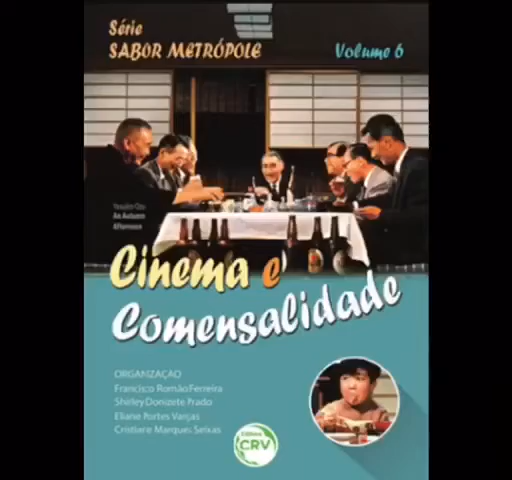 Série
SABOR METRÓPOLE
Volume 6
Yasujiro Ozu
An Autumn
Afternoon
Cinema e
Comensalidade
ORGANIZAÇÃO
Francisco Romão Ferreira
Shirley Donizete Prado
Eliane Portes Vargas
Cristiane Marques Seixas
Editora
CRV